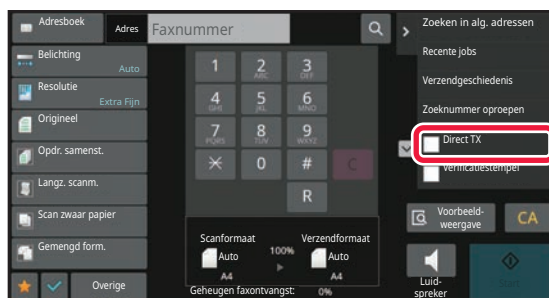 Adresboek
Adres
Faxnummer
Zoeken in alg. adressen
Belichting
Auto
Recente jobs
Resolutie
Extra Fijn
Verzendgeschiedenis
Origineel
Zoeknummer oproepen
Opdr. samenst.
Direct TX
Langz. scanm.
Verificatiestempel
Scan zwaar papier
Gemengd form.
Overige
1
2 ABC
3 DEF
4 GHI
5 JKL
6 MNO
7 PQRS
8 TUV
9 WXYZ
0
#
C
R
Scanformaat
Auto
A4
100%
Verzendformaat
Auto
A4
Geheugen faxontvangst: 0%
Voorbeeld-
weergave
CA
Luid-
spreker
Start